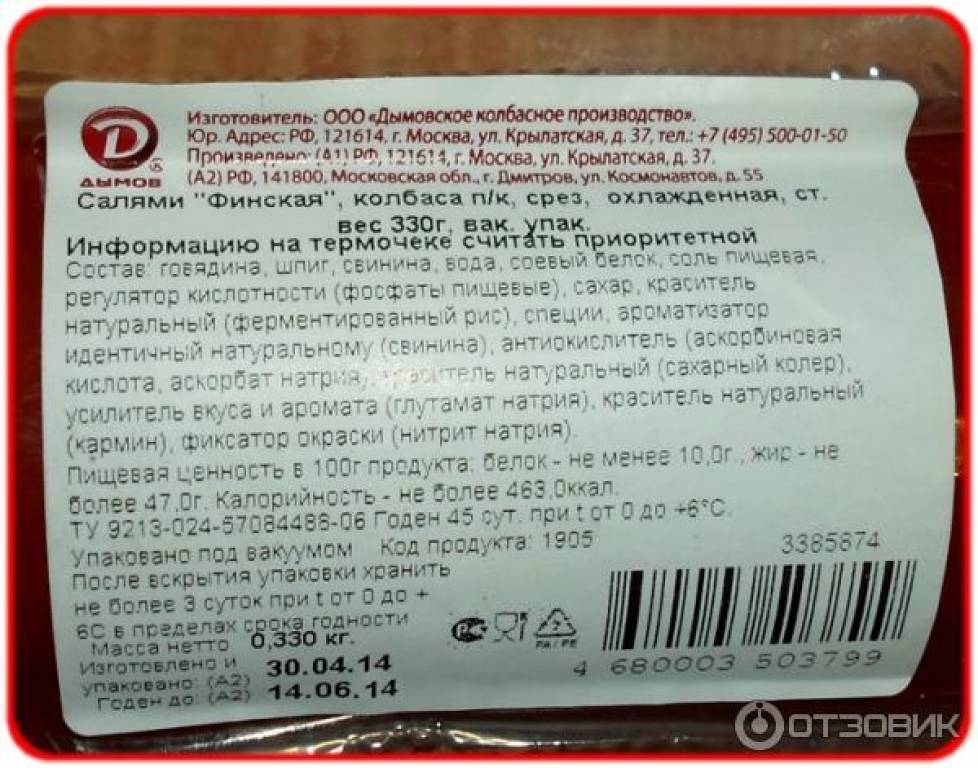 Изготовитель: ООО «Дымовское колбасное производство».
Юр. Адрес: РФ, 121614, г. Москва, ул. Крылатская, д. 37, тел.: +7 (495) 500-01-50
Произведено: (А1) РФ, 121614, г. Москва, ул. Крылатская, д. 37.
(А2) РФ, 141800, Московская обл., г. Дмитров, ул. Космонавтов, д. 55
Д
ДЫМОВ
Салями "Финская", колбаса п/к, срез, охлажденная, ст.
вес 330г, вак. упак.
Информацию на термочеке считать приоритетной
Состав: говядина, шпиг, свинина, вода, соевый белок, соль пищевая,
регулятор кислотности (фосфаты пищевые), сахар, краситель
натуральный (ферментированный рис), специи, ароматизатор
идентичный натуральному (свинина), антиокислитель (аскорбиновая
кислота, аскорбат натрия), краситель натуральный (сахарный колер),
усилитель вкуса и аромата (глутамат натрия), краситель натуральный
(кармин), фиксатор окраски (нитрит натрия).
Пищевая ценность в 100г продукта: белок - не менее 10,0г., жир - не
более 47,0г. Калорийность - не более 463,0ккал.
ТУ 9213-024-57084488-06 Годен 45 сут. при t от 0 до +6°С.
Упаковано под вакуумом Код продукта: 1905
3385874
После вскрытия упаковки хранить
не более 3 суток при t от 0 до +
6С в пределах срока годности
Масса нетто 0,330 кг.
Изготовлено и
упаковано: (А2) 30.04.14
Годен до: (А2) 14.06.14
РА / РЕ
4 680003 503799
ОТЗОВИК